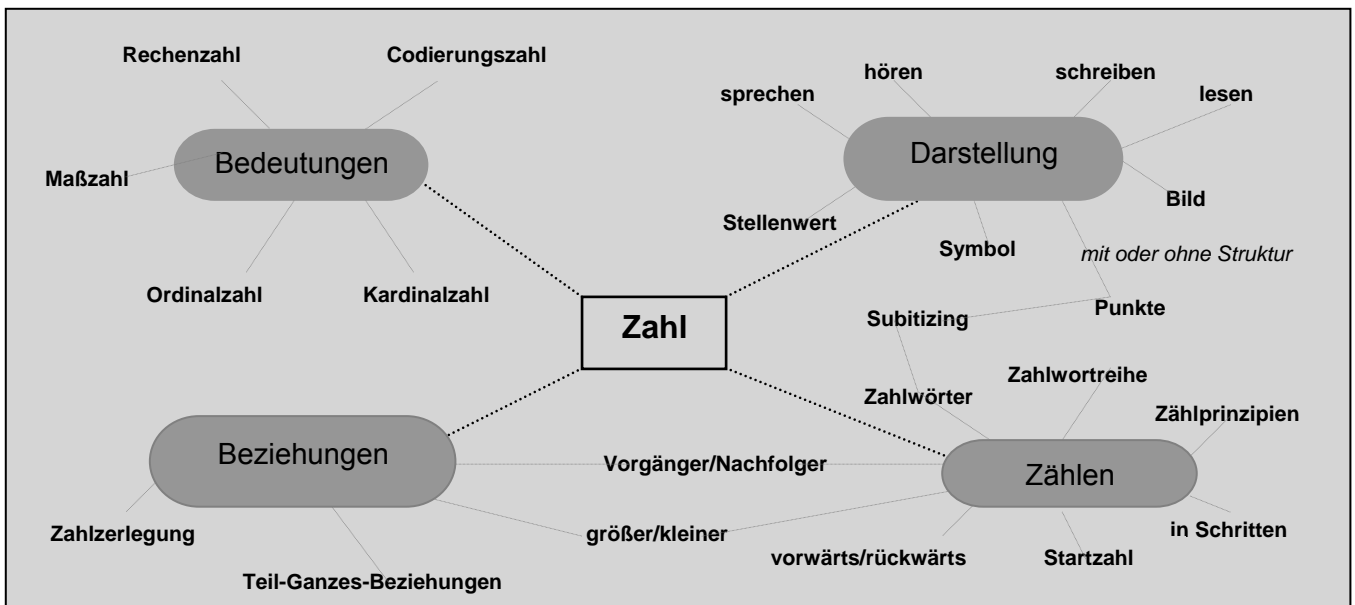 Rechenzahl
Codierungszahl
Maßzahl
Bedeutungen
Ordinalzahl
Kardinalzahl
hören
schreiben
sprechen
lesen
Darstellung
Bild
Stellenwert
Symbol
mit oder ohne Struktur
Punkte
Subitizing
Zahl
Zahlwörter
Zahlwortreihe
Zählprinzipien
Beziehungen
Vorgänger/Nachfolger
Zählen
Zahlzerlegung
größer/kleiner
in Schritten
vorwärts/rückwärts
Startzahl
Teil-Ganzes-Beziehungen